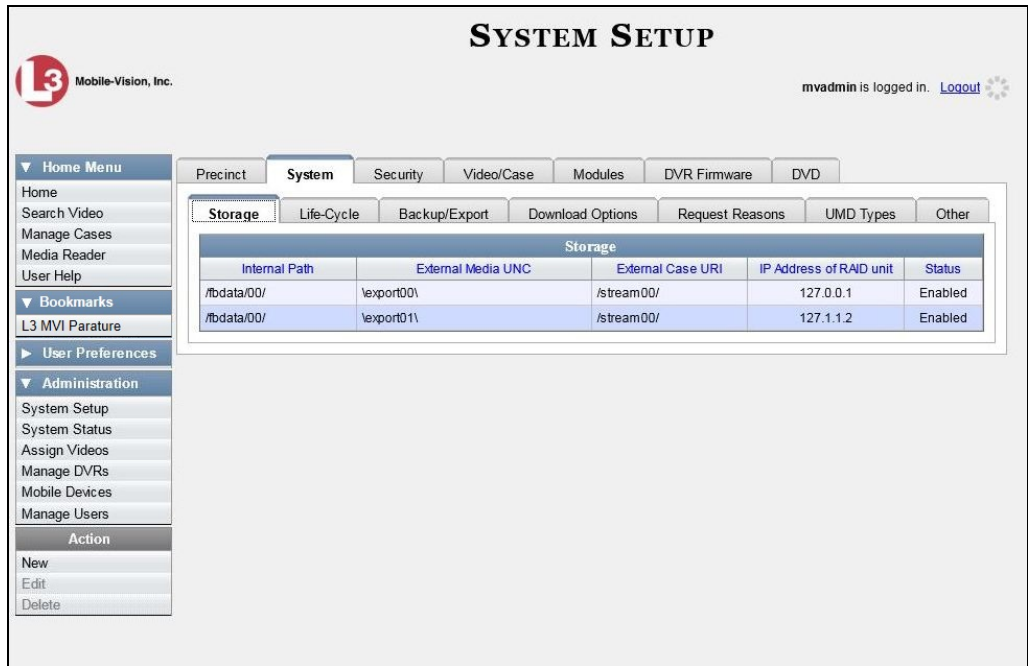 SYSTEM SETUP
L3 Mobile-Vision, Inc.
mvadmin is logged in. Logout
▼ Home Menu
Home
Search Video
Manage Cases
Media Reader
User Help
▼ Bookmarks
L3 MVI Parature
▶ User Preferences
▼ Administration
System Setup
System Status
Assign Videos
Manage DVRs
Mobile Devices
Manage Users
Action
New
Edit
Delete
Precinct System Security Video/Case Modules DVR Firmware DVD
Storage Life-Cycle Backup/Export Download Options Request Reasons UMD Types Other
Storage
Internal Path External Media UNC External Case URI IP Address of RAID unit Status
/fbdata/00/ \export00\ /stream00/ 127.0.0.1 Enabled
/fbdata/00/ \export01\ /stream00/ 127.1.1.2 Enabled